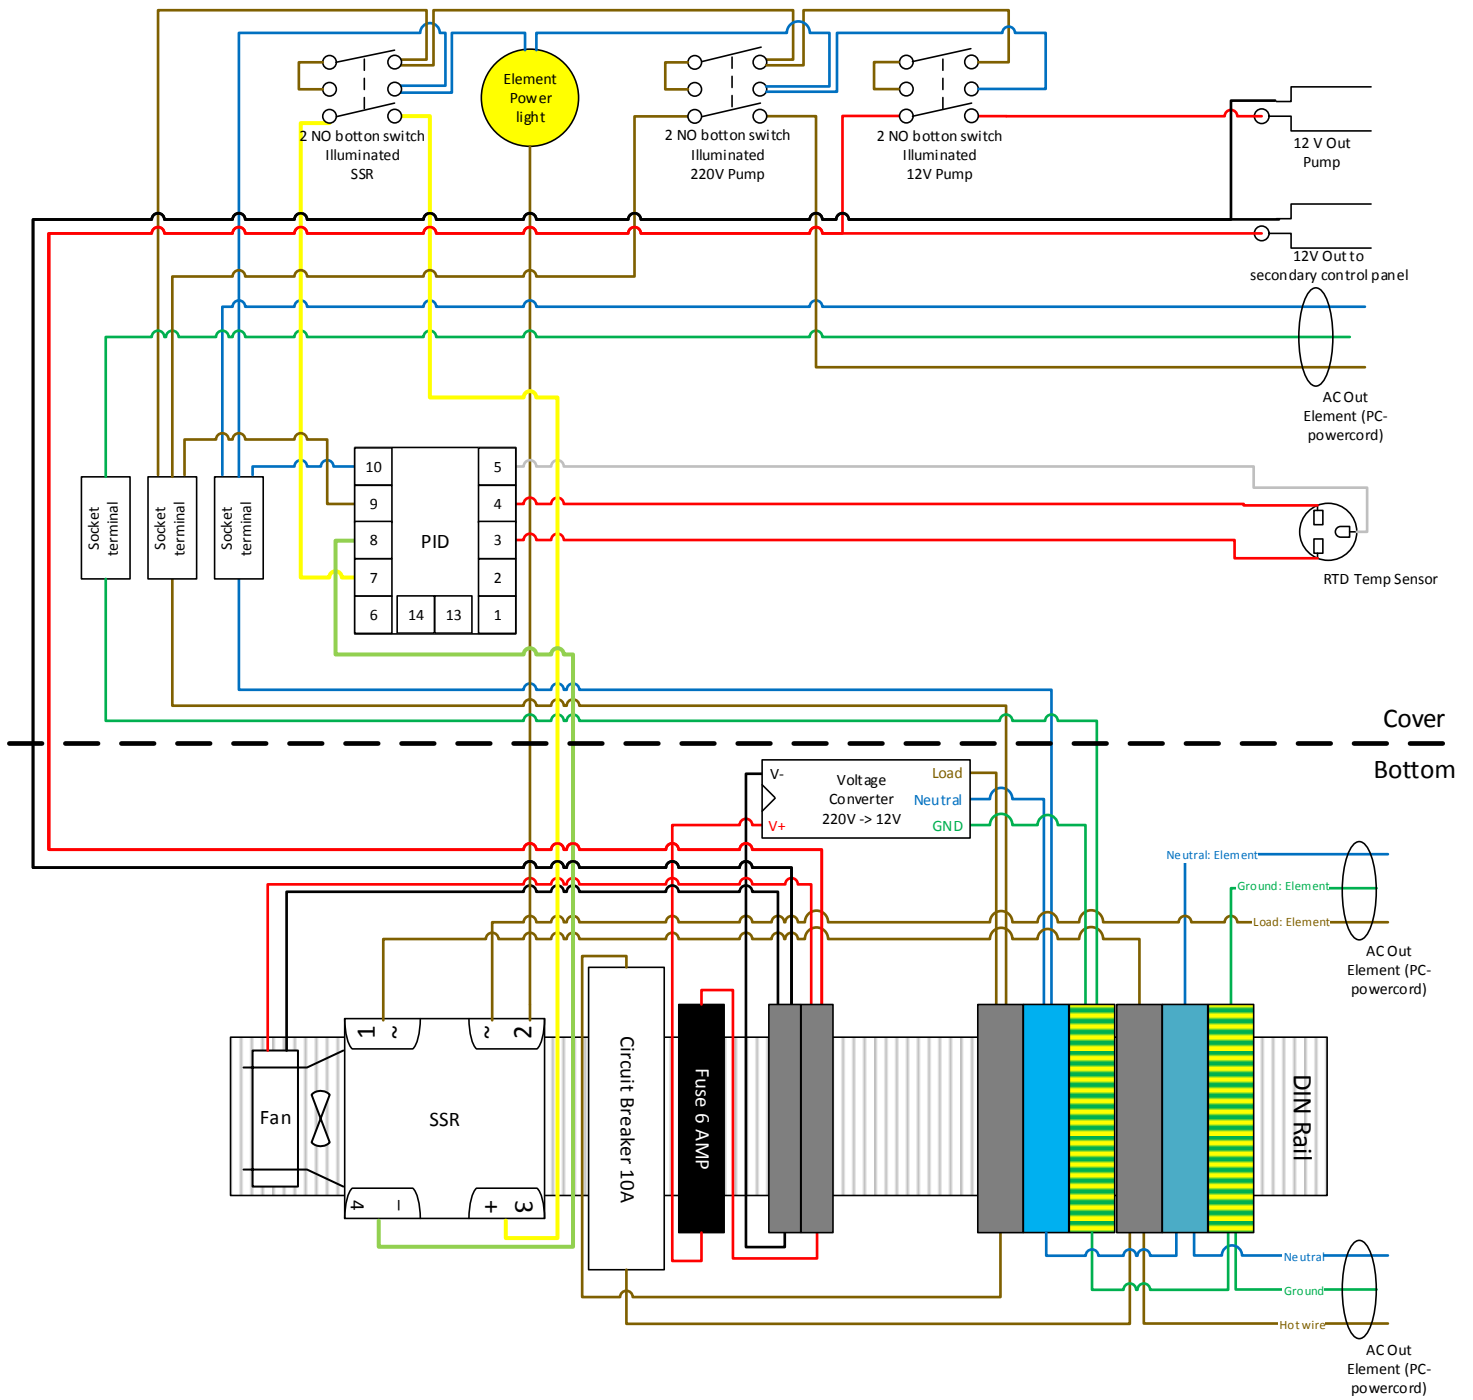 Element
Power
light
2 NO botton switch
Illuminated
SSR
2 NO botton switch
Illuminated
220V Pump
2 NO botton switch
Illuminated
12V Pump
12 V Out
Pump
12V Out to
secondary control panel
AC Out
Element (PC-
powercord)
Socket
terminal
Socket
terminal
Socket
terminal
10
9
8
7
6
PID
14
13
5
4
3
2
1
RTD Temp Sensor
Cover
Bottom
V-
V+
Voltage
Converter
220V -> 12V
Load
Neutral
GND
Neutral: Element
Ground: Element
Load: Element
AC Out
Element (PC-
powercord)
1 ~
~ 2
Fan
SSR
4 –
+ 3
Circuit Breaker 10A
Fuse 6 AMP
DIN Rail
Neutral
Ground
Hot wire
AC Out
Element (PC-
powercord)